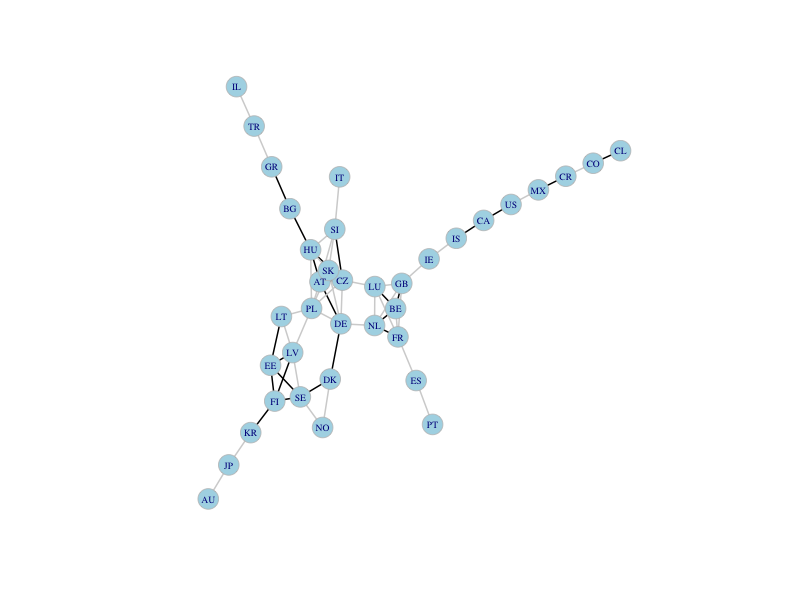 IL
TR
CL
CO
GR
CR
IT
MX
US
BG
CA
SI
IS
HU
IE
SK
AT
CZ
LU
GB
PL
BE
LT
DE
NL
FR
LV
EE
DK
ES
SE
FI
PT
NO
KR
JP
AU